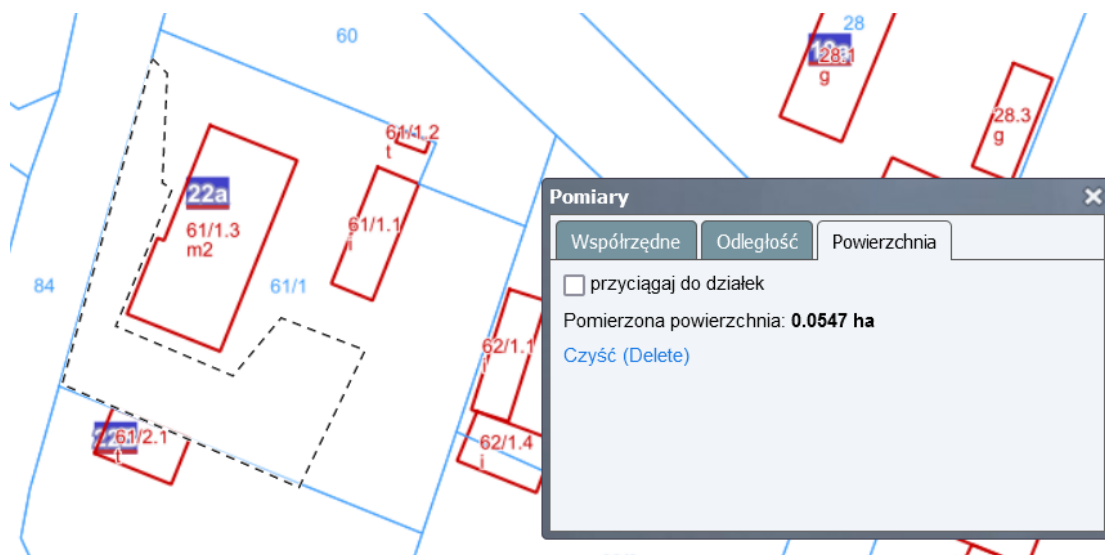 60
28
28.1
g
28.3
g
61/1.2
t
22a
61/1.3
m2
61/1.1
i
84
61/1
62/1.1
i
61/2.1
t
62/1.4
i
Pomiary
Współrzędne
Odległość
Powierzchnia
przyciągaj do działek
Pomierzona powierzchnia: 0.0547 ha
Czyść (Delete)